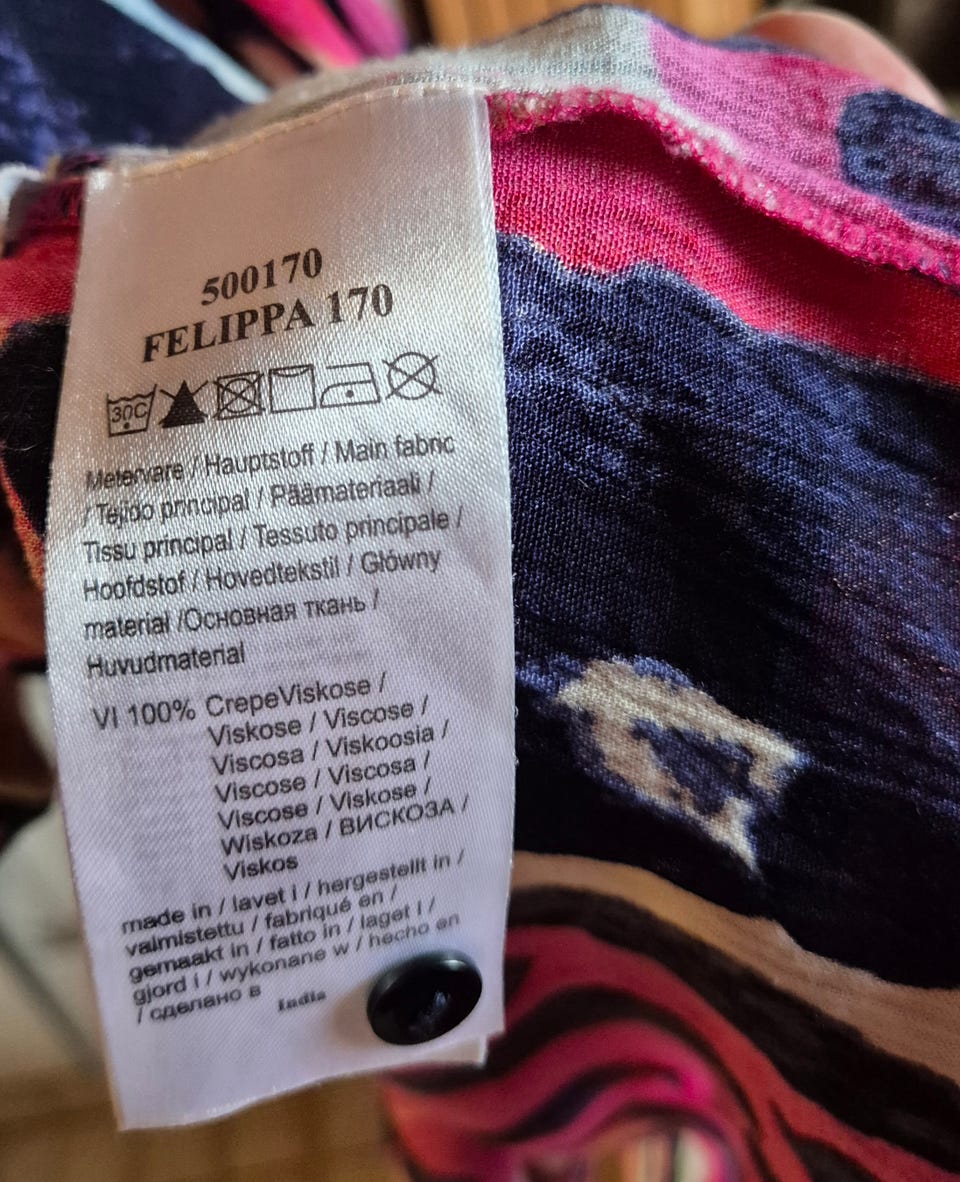 500170
FELIPPA 170
30C
Meterware / Hauptstoff / Main fabric
/ Tejido principal / Päämateriaali /
Tissu principal / Tessuto principale /
Hoofdstof / Hovedtekstil / Główny
material /Основная ткань /
Huvudmaterial
VI 100% CrepeViskose /
Viskose / Viscose /
Viscosa / Viskoosia /
Viscose / Viscosa /
Viscose / Viskose /
Wiskoza / ВИСКОЗА /
Viskos
made in / lavet i / hergestellt in /
valmistettu / fabriqué en /
gemaakt in / fatto in / laget i /
gjord i / wykonane w / hecho en
/ сделано в India